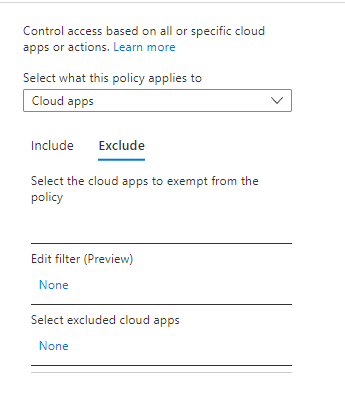 Control access based on all or specific cloud
apps or actions. Learn more
Select what this policy applies to
Cloud apps
Include Exclude
Select the cloud apps to exempt from the
policy
Edit filter (Preview)
None
Select excluded cloud apps
None